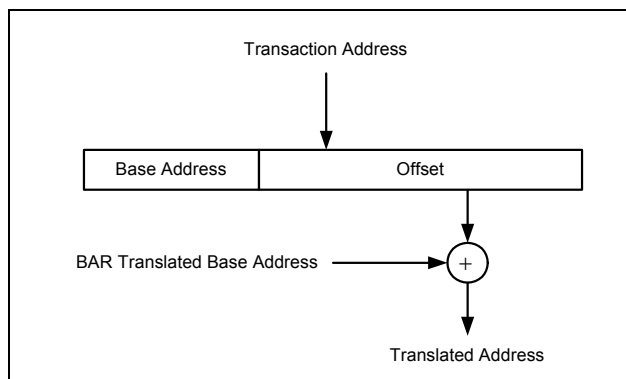 Transaction Address
Base Address
Offset
BAR Translated Base Address
+
Translated Address